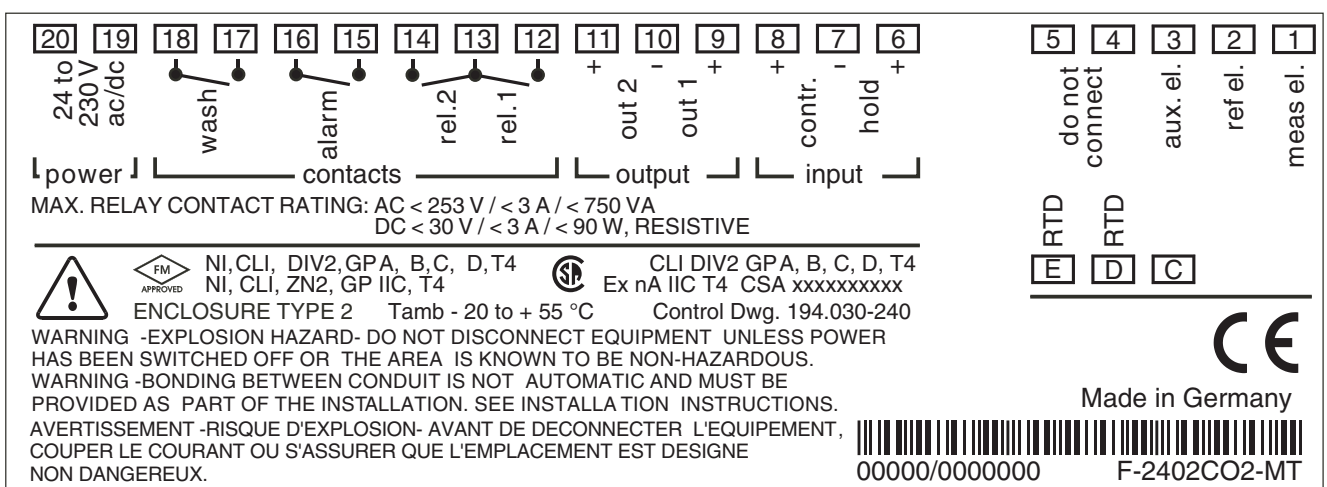 20 19 18 17 16 15 14 13 12 11 10 9 8 7 6 5 4 3 2 1
+ - + + - +
24 to
230 V
ac/dc
wash
alarm
rel.2
rel.1
out 2
out 1
contr.
hold
do not
connect
aux. el.
ref el.
meas el.
power contacts output input
MAX. RELAY CONTACT RATING: AC < 253 V / < 3 A / < 750 VA
DC < 30 V / < 3 A / < 90 W, RESISTIVE
RTD RTD
E D C
FM
APPROVED
NI, CLI, DIV2, GP A, B, C, D, T4
NI, CLI, ZN2, GP IIC, T4
SP
CLI DIV2 GP A, B, C, D, T4
Ex nA IIC T4 CSA xxxxxxxxxx
ENCLOSURE TYPE 2 Tamb - 20 to + 55 °C Control Dwg. 194.030-240
WARNING -EXPLOSION HAZARD- DO NOT DISCONNECT EQUIPMENT UNLESS POWER
HAS BEEN SWITCHED OFF OR THE AREA IS KNOWN TO BE NON-HAZARDOUS.
WARNING -BONDING BETWEEN CONDUIT IS NOT AUTOMATIC AND MUST BE
PROVIDED AS PART OF THE INSTALLATION. SEE INSTALLA TION INSTRUCTIONS.
AVERTISSEMENT -RISQUE D'EXPLOSION- AVANT DE DECONNECTER L'EQUIPEMENT,
COUPER LE COURANT OU S'ASSURER QUE L'EMPLACEMENT EST DESIGNE
NON DANGEREUX.
CE
Made in Germany
00000/0000000 F-2402CO2-MT